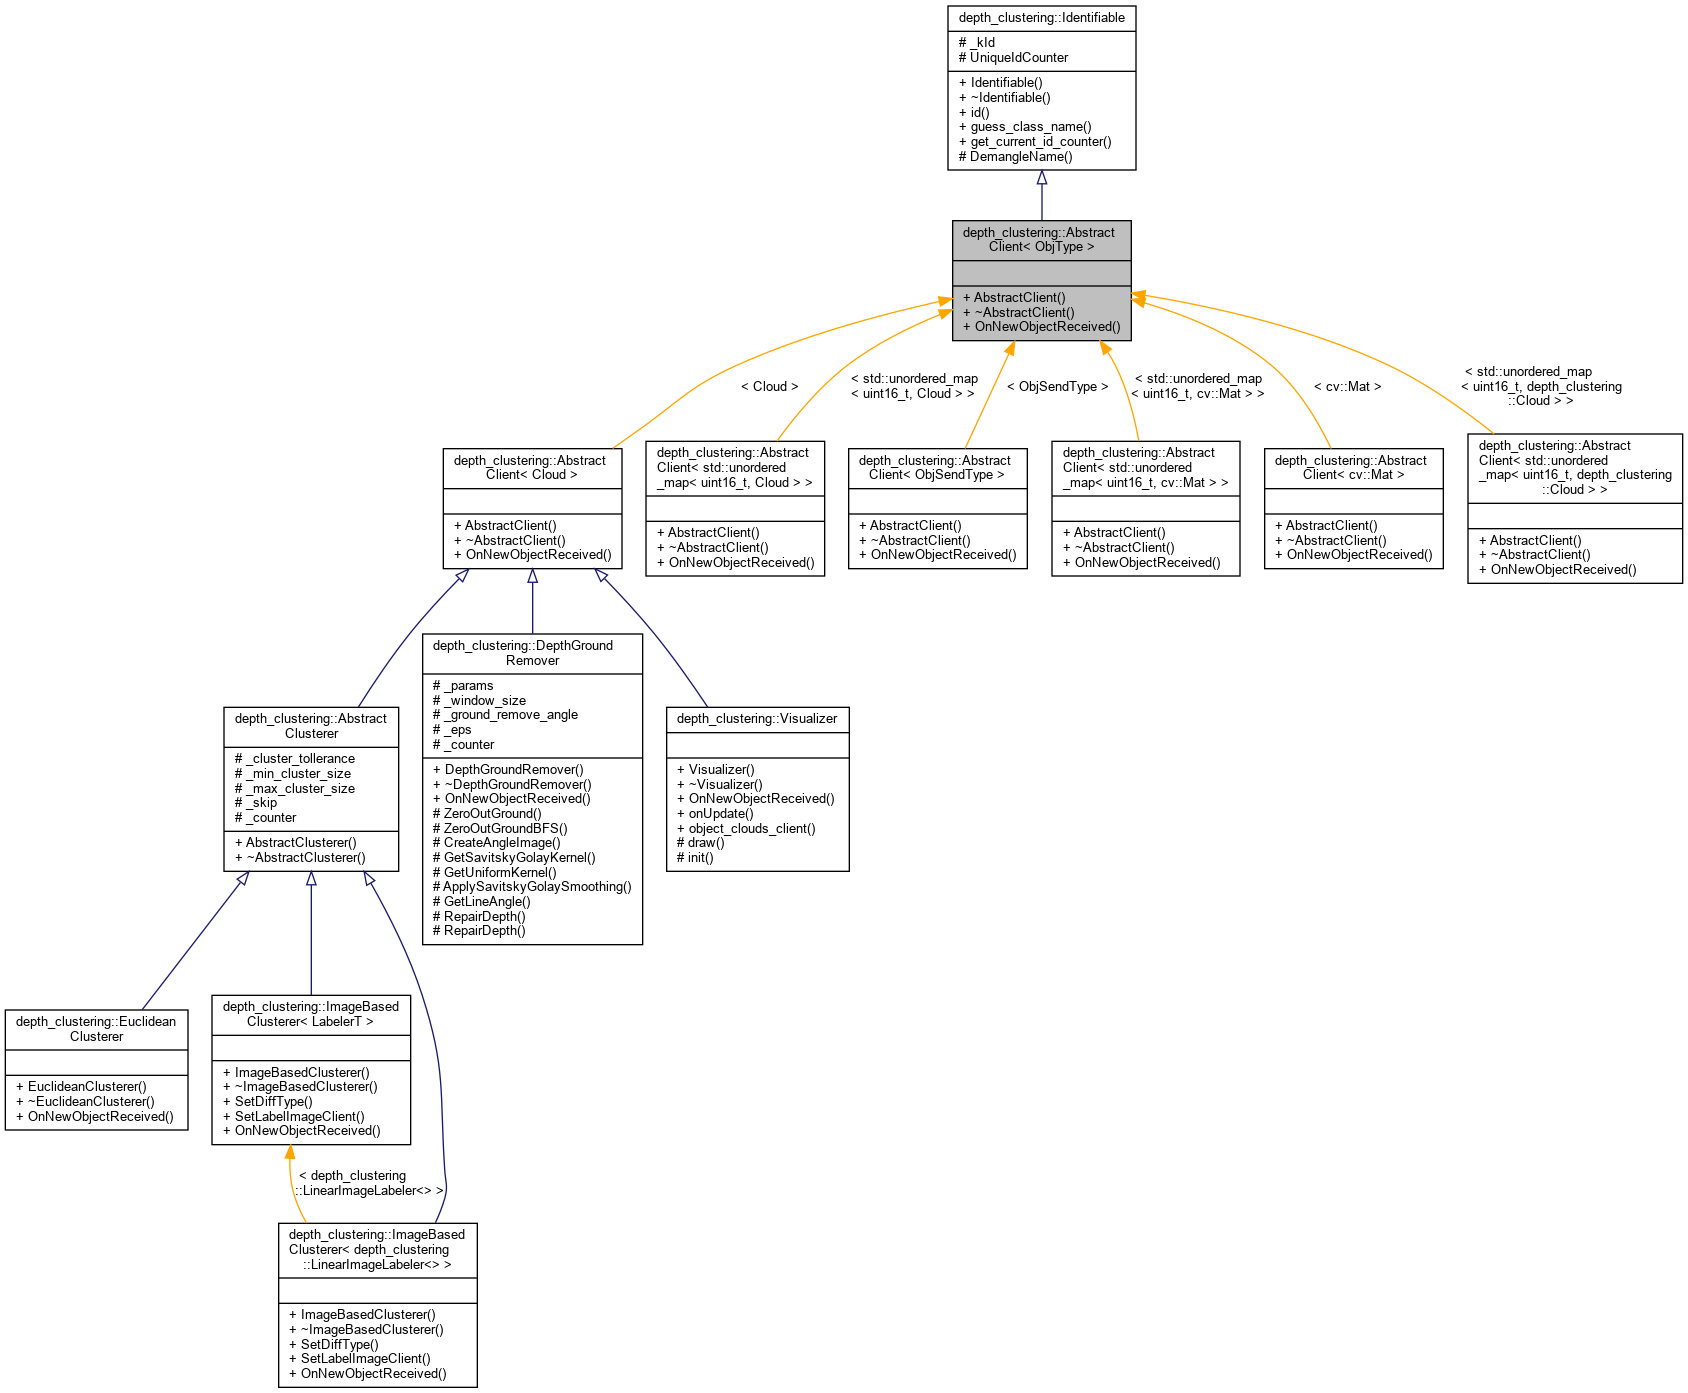 depth_clustering::Identifiable
# _kId
# UniqueIdCounter
+ Identifiable()
+ ~Identifiable()
+ id()
+ guess_class_name()
+ get_current_id_counter()
# DemangleName()
depth_clustering::Abstract
Client< ObjType >
+ AbstractClient()
+ ~AbstractClient()
+ OnNewObjectReceived()
< Cloud >
< std::unordered_map
< uint16_t, Cloud > >
< ObjSendType >
< std::unordered_map
< uint16_t, cv::Mat > >
< cv::Mat >
< std::unordered_map
< uint16_t, depth_clustering
::Cloud > >
depth_clustering::Abstract
Client< Cloud >
+ AbstractClient()
+ ~AbstractClient()
+ OnNewObjectReceived()
depth_clustering::Abstract
Client< std::unordered
_map< uint16_t, Cloud > >
+ AbstractClient()
+ ~AbstractClient()
+ OnNewObjectReceived()
depth_clustering::Abstract
Client< ObjSendType >
+ AbstractClient()
+ ~AbstractClient()
+ OnNewObjectReceived()
depth_clustering::Abstract
Client< std::unordered
_map< uint16_t, cv::Mat > >
+ AbstractClient()
+ ~AbstractClient()
+ OnNewObjectReceived()
depth_clustering::Abstract
Client< cv::Mat >
+ AbstractClient()
+ ~AbstractClient()
+ OnNewObjectReceived()
depth_clustering::Abstract
Client< std::unordered
_map< uint16_t, depth_clustering
::Cloud > >
+ AbstractClient()
+ ~AbstractClient()
+ OnNewObjectReceived()
depth_clustering::Abstract
Clusterer
# _cluster_tollerance
# _min_cluster_size
# _max_cluster_size
# _skip
# _counter
+ AbstractClusterer()
+ ~AbstractClusterer()
depth_clustering::DepthGround
Remover
# _params
# _window_size
# _ground_remove_angle
# _eps
# _counter
+ DepthGroundRemover()
+ ~DepthGroundRemover()
+ OnNewObjectReceived()
# ZeroOutGround()
# ZeroOutGroundBFS()
# CreateAngleImage()
# GetSavitskyGolayKernel()
# GetUniformKernel()
# ApplySavitskyGolaySmoothing()
# GetLineAngle()
# RepairDepth()
# RepairDepth()
depth_clustering::Visualizer
+ Visualizer()
+ ~Visualizer()
+ OnNewObjectReceived()
+ onUpdate()
+ object_clouds_client()
# draw()
# init()
depth_clustering::Euclidean
Clusterer
+ EuclideanClusterer()
+ ~EuclideanClusterer()
+ OnNewObjectReceived()
depth_clustering::ImageBased
Clusterer< LabelerT >
+ ImageBasedClusterer()
+ ~ImageBasedClusterer()
+ SetDiffType()
+ SetLabelImageClient()
+ OnNewObjectReceived()
< depth_clustering
::LinearImageLabeler<> >
depth_clustering::ImageBased
Clusterer< depth_clustering
::LinearImageLabeler<> >
+ ImageBasedClusterer()
+ ~ImageBasedClusterer()
+ SetDiffType()
+ SetLabelImageClient()
+ OnNewObjectReceived()